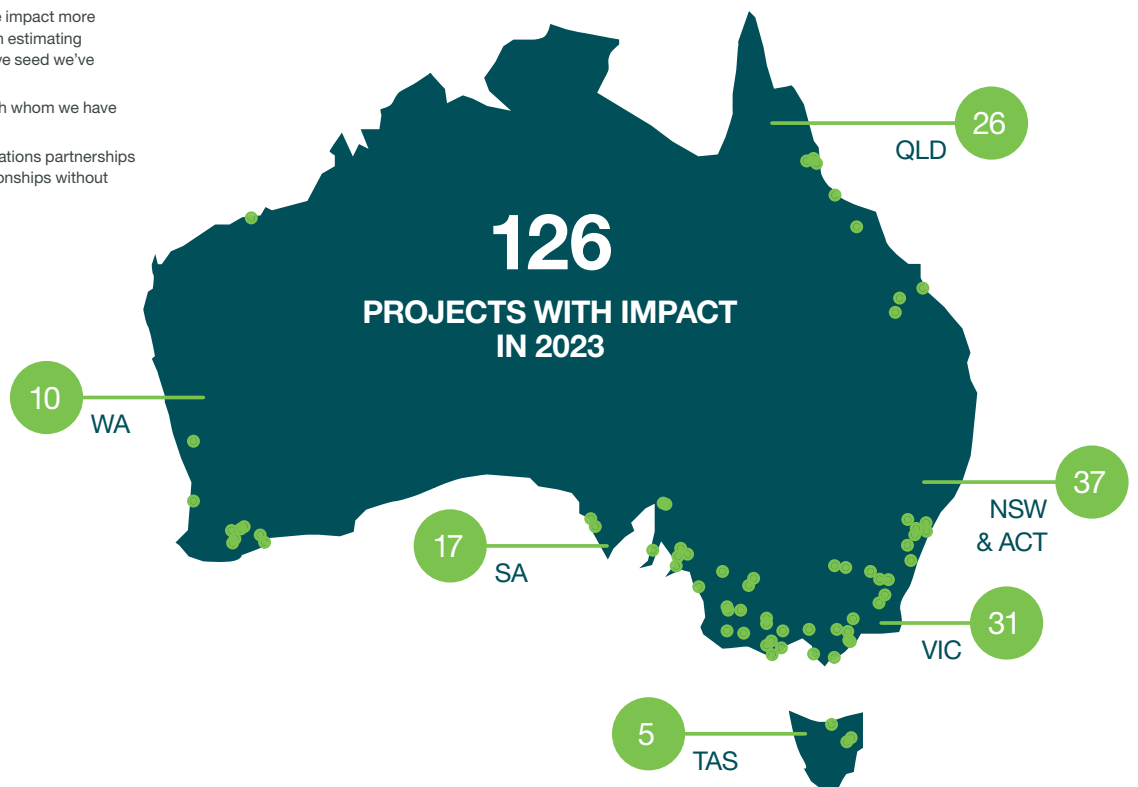 impact more
estimating
ve seed we've
whom we have
ations partnerships
onships without
26
QLD
126
PROJECTS WITH IMPACT
IN 2023
10
WA
37
NSW
& ACT
17
SA
31
VIC
5
TAS